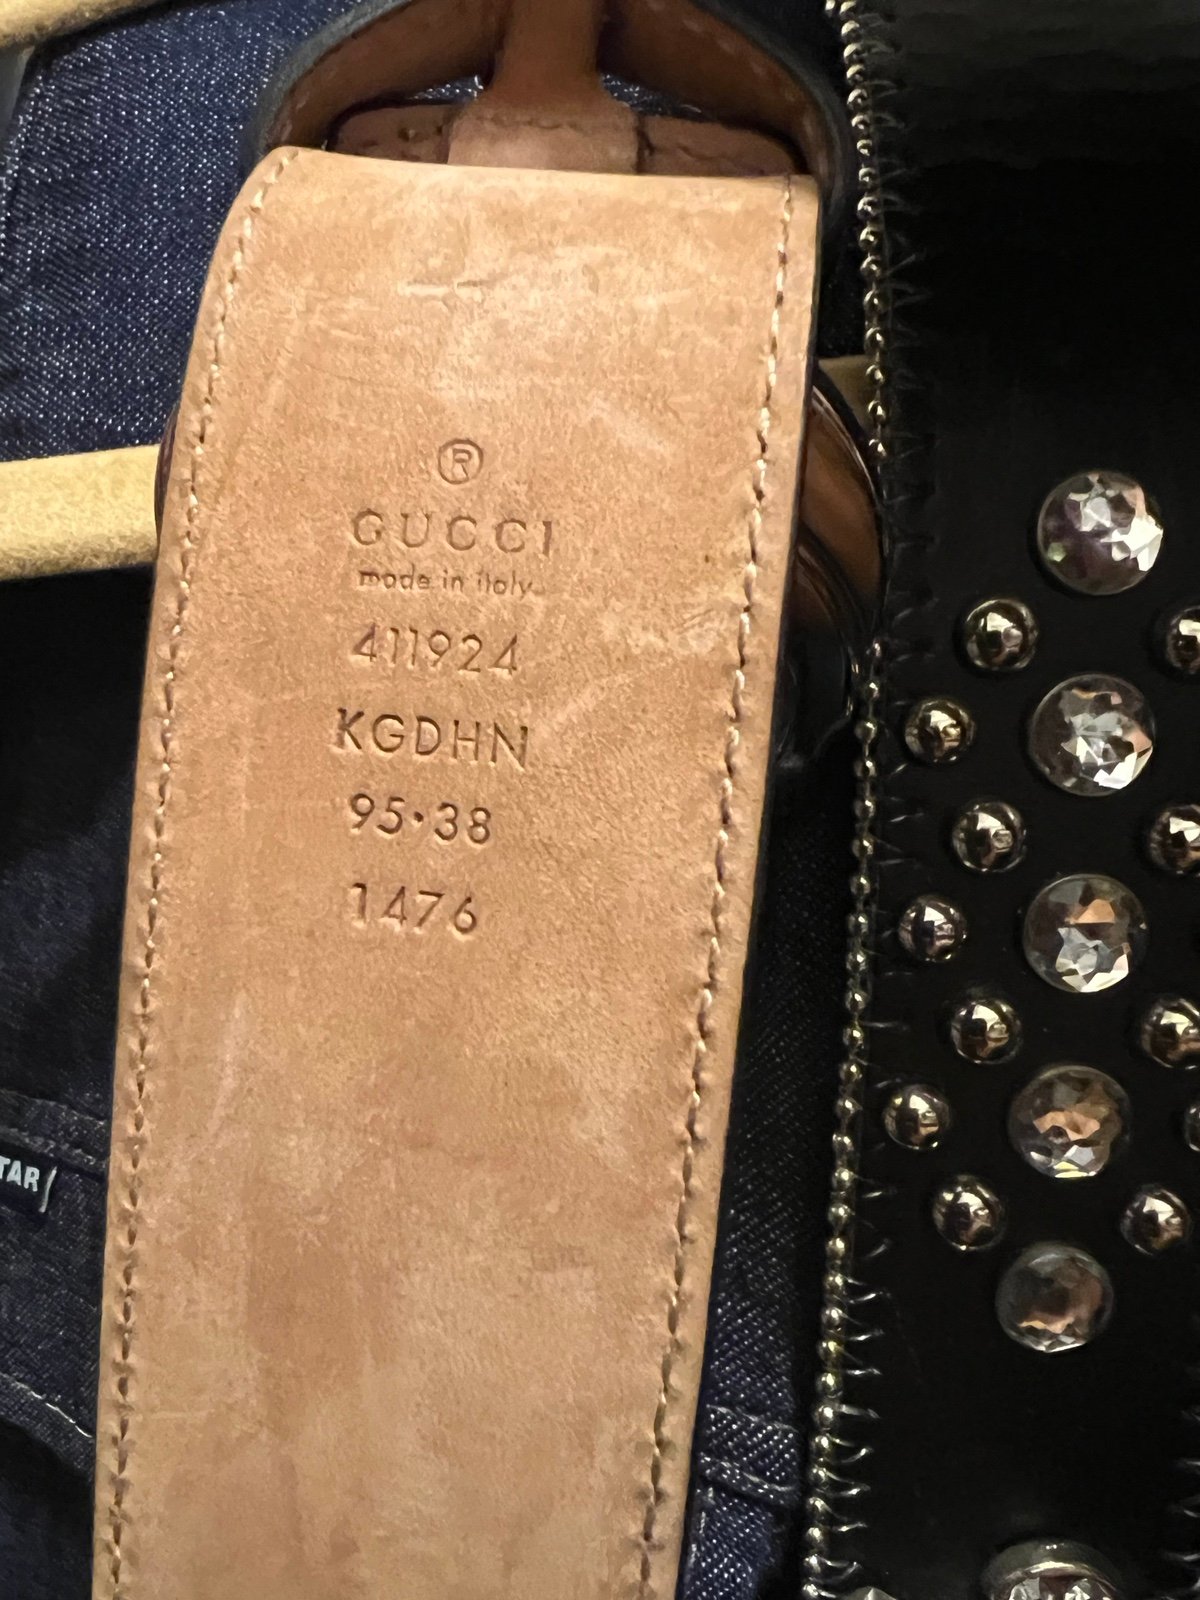 ®
GUCCI
made in italy
411924
KGDHN
95·38
1476
TAR